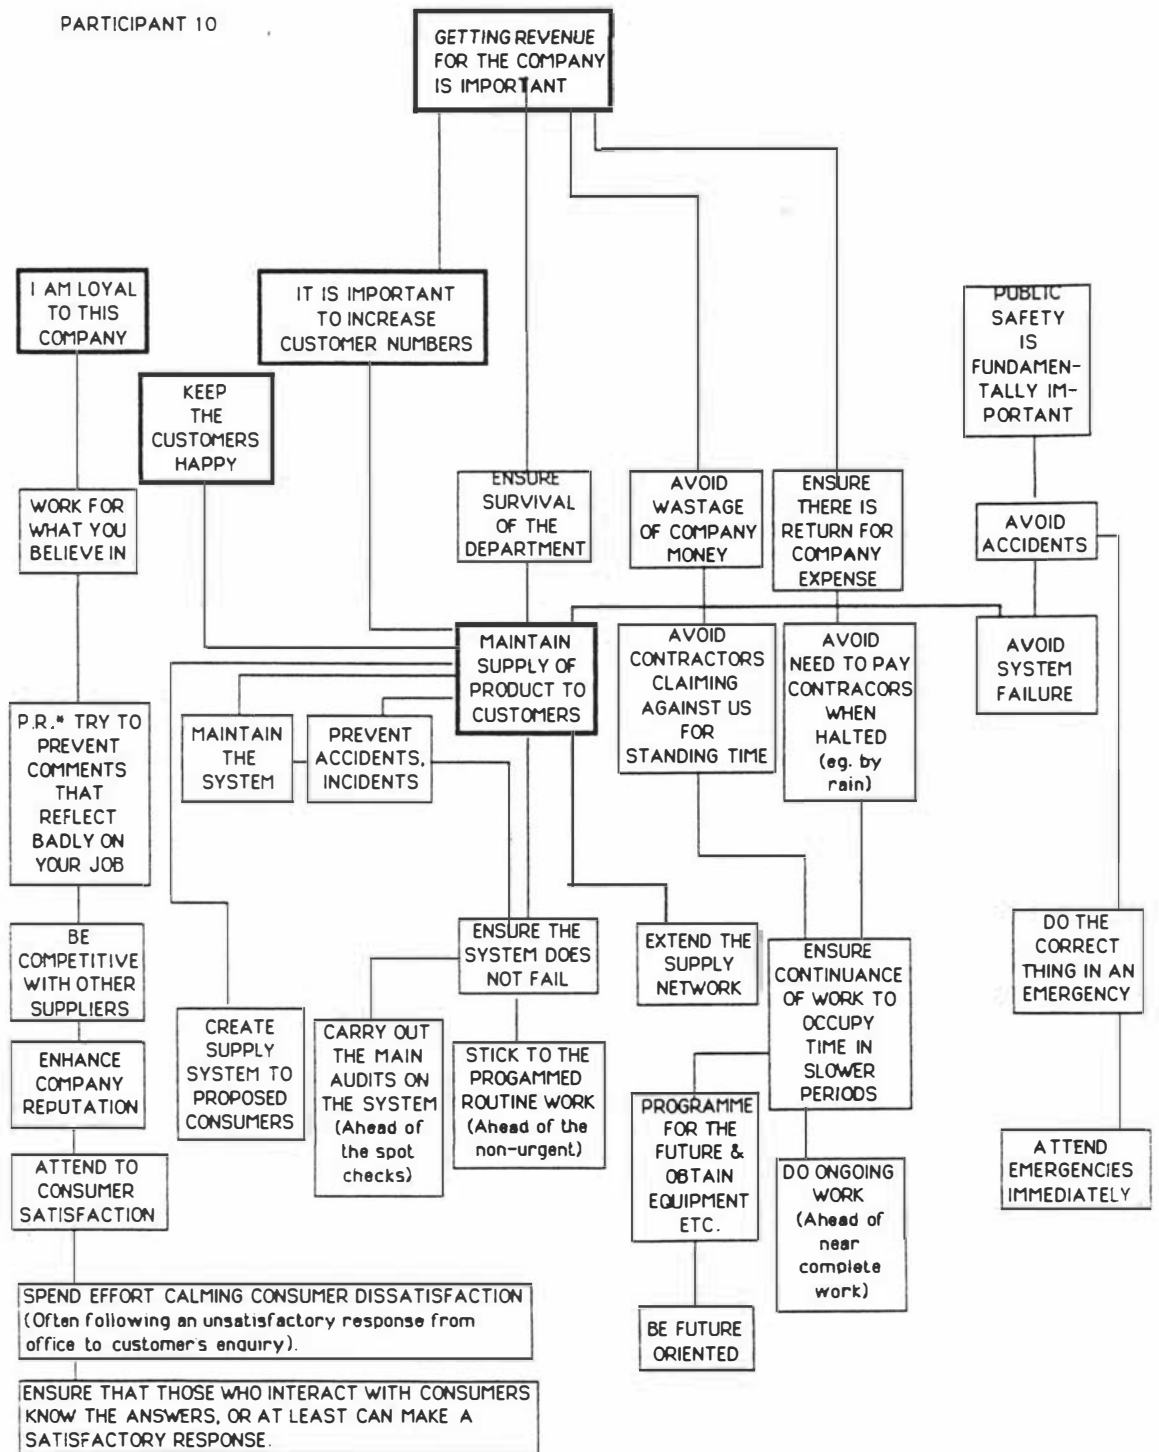 PARTICIPANT 10
GETTING REVENUE
FOR THE COMPANY
IS IMPORTANT
I AM LOYAL
TO THIS
COMPANY
IT IS IMPORTANT
TO INCREASE
CUSTOMER NUMBERS
PUBLIC
SAFETY
IS
FUNDAMEN-
TALLY IM-
PORTANT
KEEP
THE
CUSTOMERS
HAPPY
WORK FOR
WHAT YOU
BELIEVE IN
ENSURE
SURVIVAL
OF THE
DEPARTMENT
AVOID
WASTAGE
OF COMPANY
MONEY
ENSURE
THERE IS
RETURN FOR
COMPANY
EXPENSE
AVOID
ACCIDENTS
MAINTAIN
SUPPLY OF
PRODUCT TO
CUSTOMERS
AVOID
CONTRACTORS
CLAIMING
AGAINST US
FOR
STANDING TIME
AVOID
NEED TO PAY
CONTRACORS
WHEN
HALTED
(eg. by
rain)
AVOID
SYSTEM
FAILURE
P.R.* TRY TO
PREVENT
COMMENTS
THAT
REFLECT
BADLY ON
YOUR JOB
MAINTAIN
THE
SYSTEM
PREVENT
ACCIDENTS,
INCIDENTS
BE
COMPETITIVE
WITH OTHER
SUPPLIERS
ENSURE THE
SYSTEM DOES
NOT FAIL
EXTEND THE
SUPPLY
NETWORK
ENSURE
CONTINUANCE
OF WORK TO
OCCUPY
TIME IN
SLOWER
PERIODS
DO THE
CORRECT
THING IN AN
EMERGENCY
ENHANCE
COMPANY
REPUTATION
CREATE
SUPPLY
SYSTEM TO
PROPOSED
CONSUMERS
CARRY OUT
THE MAIN
AUDITS ON
THE SYSTEM
(Ahead of
the spot
checks)
STICK TO THE
PROGAMMED
ROUTINE WORK
(Ahead of the
non-urgent)
PROGRAMME
FOR THE
FUTURE &
OBTAIN
EQUIPMENT
ETC.
DO ONGOING
WORK
(Ahead of
near
complete
work)
ATTEND
EMERGENCIES
IMMEDIATELY
ATTEND TO
CONSUMER
SATISFACTION
SPEND EFFORT CALMING CONSUMER DISSATISFACTION
(Often following an unsatisfactory response from
office to customer's enquiry).
BE FUTURE
ORIENTED
ENSURE THAT THOSE WHO INTERACT WITH CONSUMERS
KNOW THE ANSWERS, OR AT LEAST CAN MAKE A
SATISFACTORY RESPONSE.